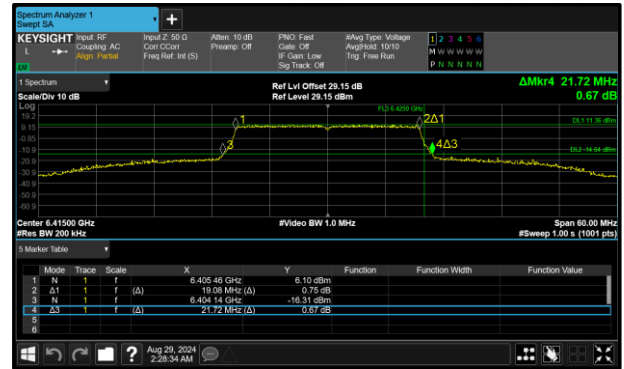 Spectrum Analyzer 1
Swept SA
+
KEYSIGHT Input: RF Input Z: 50 Ω Atten: 10 dB PNO: Fast #Avg Type: Voltage 1 2 3 4 5 6
L Coupling: AC Corr CCorr Preamp: Off Gate: Off Avg|Hold: 10/10 M W W W W W
Align: Partial Freq Ref: Int (S) IF Gain: Low Trig: Free Run
Sig Track: Off P N N N N N
1 Spectrum Ref Lvl Offset 29.15 dB ΔMkr4 21.72 MHz
Scale/Div 10 dB Ref Level 29.15 dBm 0.67 dB
Log
19.2
9.15
-0.85
-10.9
-20.9
-30.9
-40.9
-50.9
-60.9
1
2Δ1
3
4Δ3
DL1 11.36 dBm
DL2 -14.64 dBm
Center 6.41500 GHz #Video BW 1.0 MHz Span 60.00 MHz
#Res BW 200 kHz #Sweep 1.00 s (1001 pts)
5 Marker Table
Mode Trace Scale X Y Function Function Width Function Value
1 N 1 f 6.405 46 GHz 6.10 dBm
2 Δ1 1 f (Δ) 19.08 MHz (Δ) 0.75 dB
3 N 1 f 6.404 14 GHz -16.31 dBm
4 Δ3 1 f (Δ) 21.72 MHz (Δ) 0.67 dB
5
6
? Aug 29, 2024
2:28:34 AM